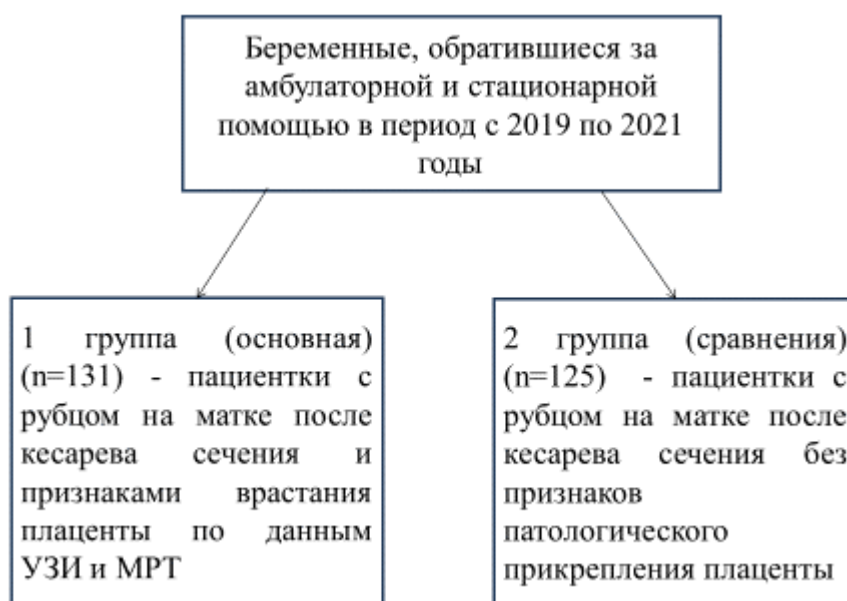 Беременные, обратившиеся за
амбулаторной и стационарной
помощью в период с 2019 по 2021
годы
1 группа (основная)
(n=131) - пациентки с
рубцом на матке после
кесарева сечения и
признаками врастания
плаценты по данным
УЗИ и МРТ
2 группа (сравнения)
(n=125) - пациентки с
рубцом на матке после
кесарева сечения без
признаков
патологического
прикрепления плаценты